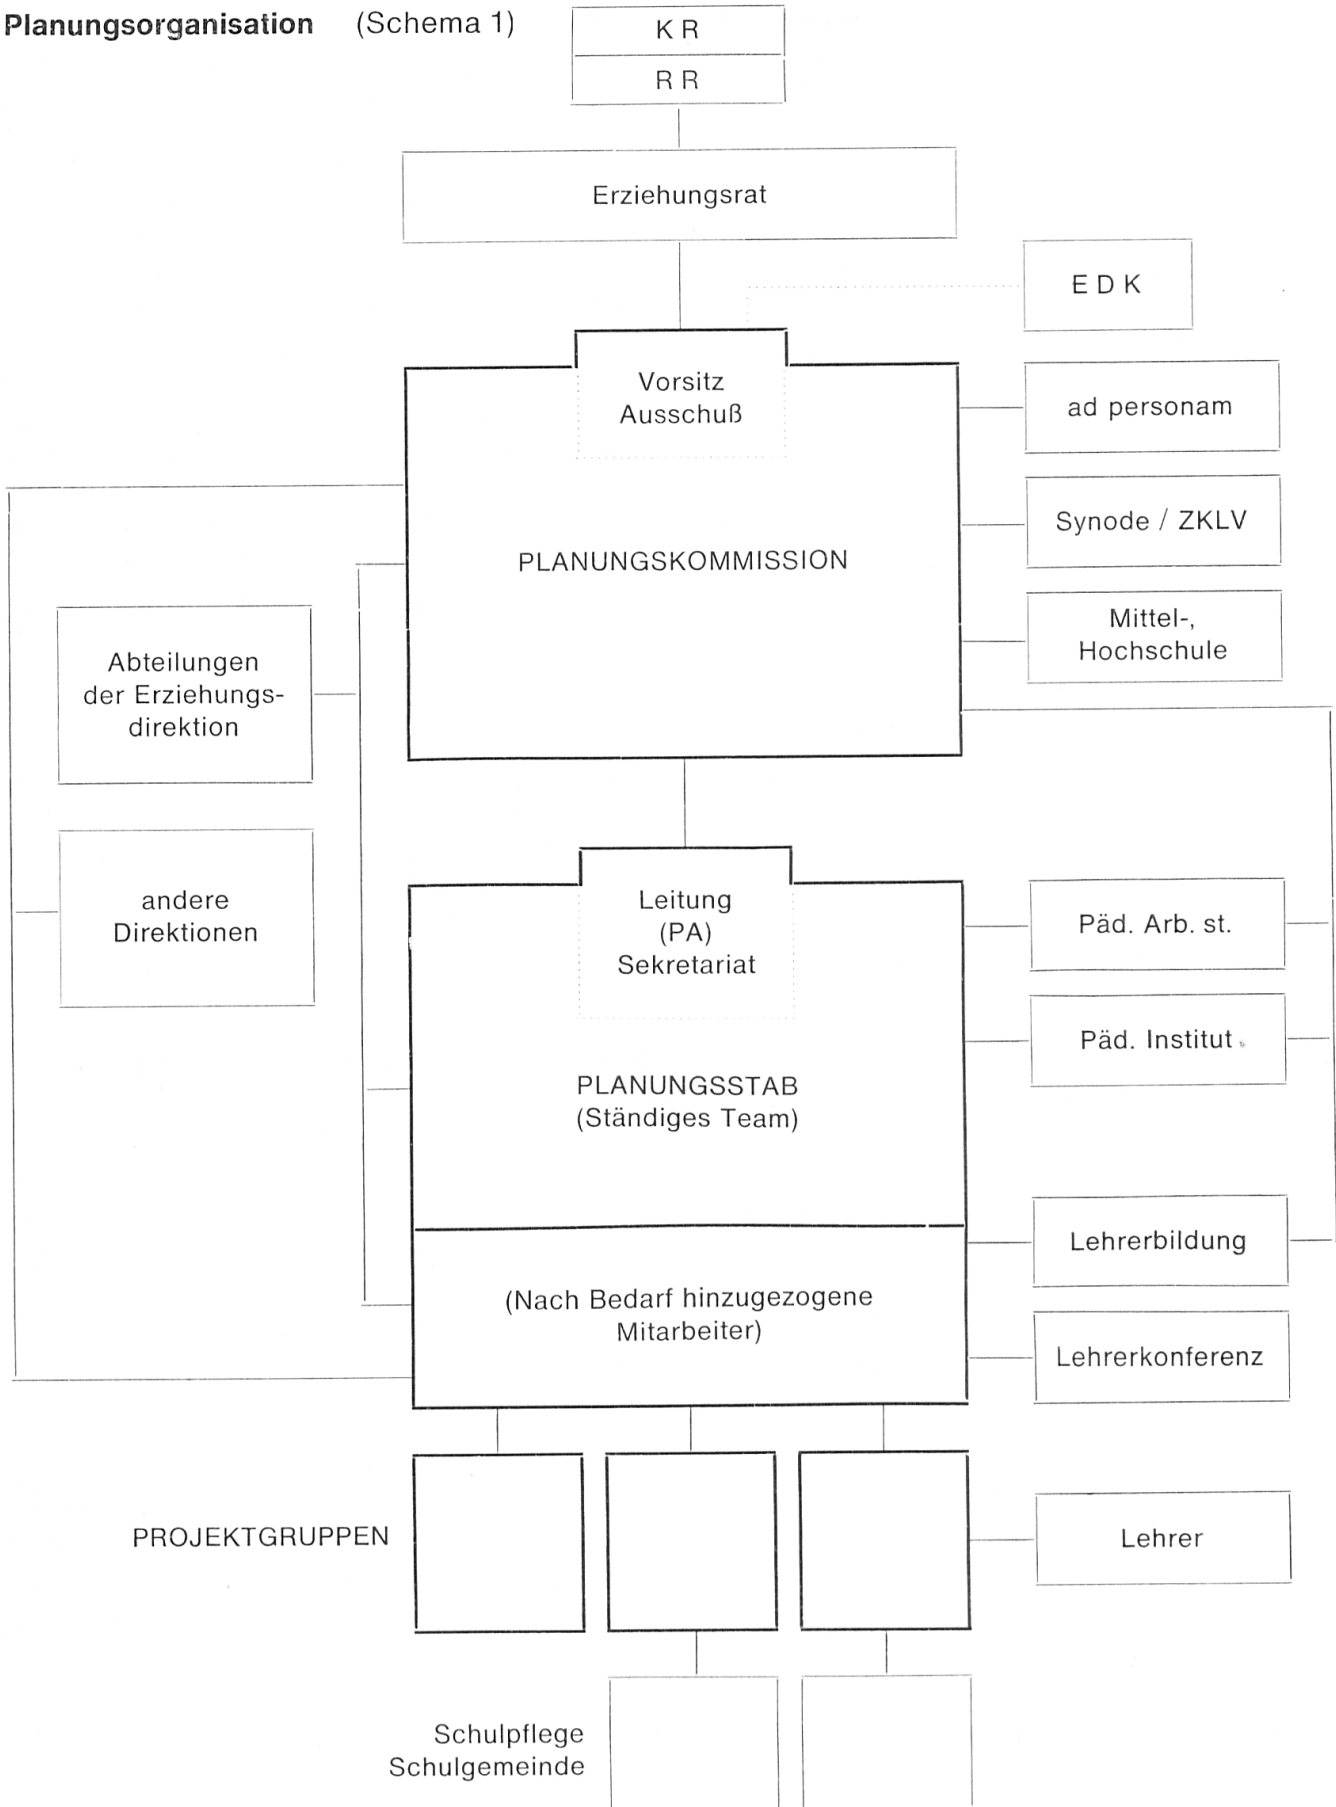 Planungsorganisation (Schema 1)
K R
R R
Erziehungsrat
E D K
Vorsitz
Ausschuß
ad personam
Synode / ZKLV
PLANUNGSKOMMISSION
Mittel-,
Hochschule
Abteilungen
der Erziehungs-
direktion
andere
Direktionen
Leitung
(PA)
Sekretariat
Päd. Arb. st.
Päd. Institut
PLANUNGSSTAB
(Ständiges Team)
Lehrerbildung
(Nach Bedarf hinzugezogene
Mitarbeiter)
Lehrerkonferenz
PROJEKTGRUPPEN
Lehrer
Schulpflege
Schulgemeinde